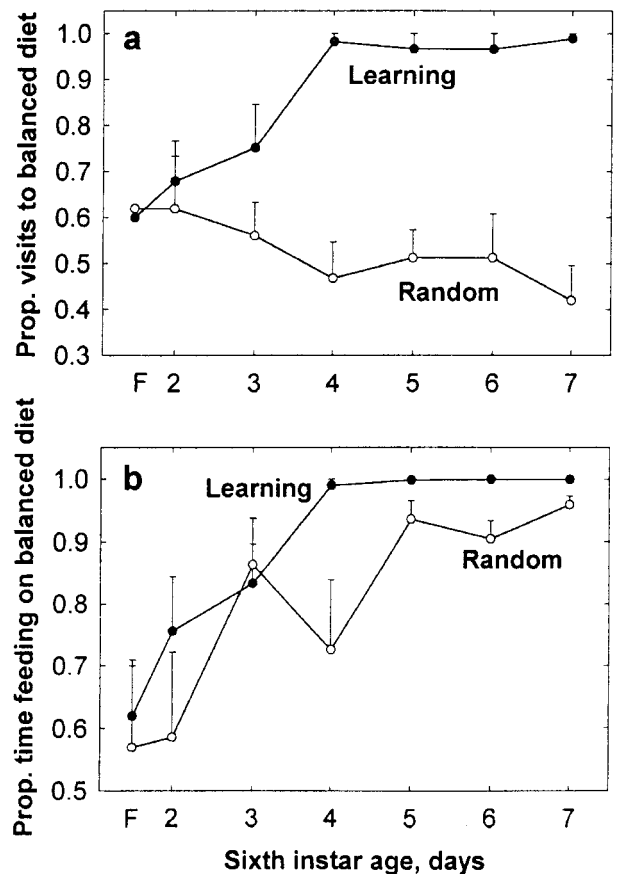 a
Prop. visits to balanced diet
1.0
0.9
0.8
0.7
0.6
0.5
0.4
0.3
Learning
Random
F 2 3 4 5 6 7
b
Prop. time feeding on balanced diet
1.0
0.9
0.8
0.7
0.6
0.5
Learning
Random
F 2 3 4 5 6 7
Sixth instar age, days